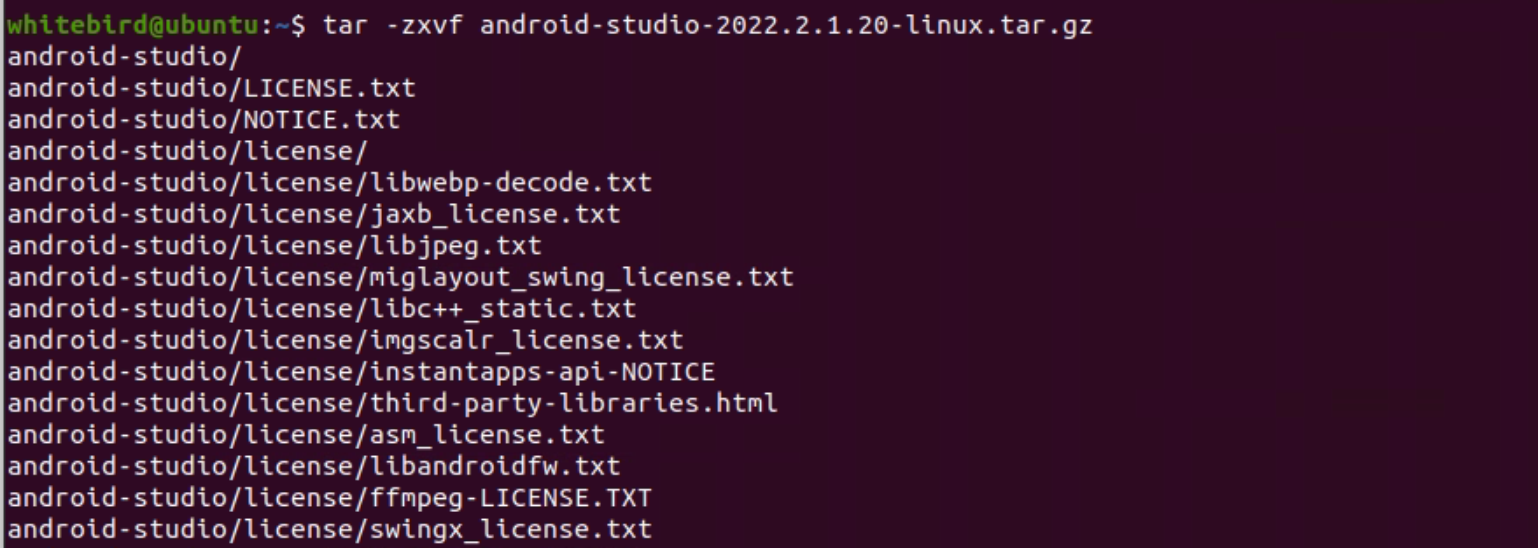 whitebird@ubuntu:~$ tar -zxvf android-studio-2022.2.1.20-linux.tar.gz
android-studio/
android-studio/LICENSE.txt
android-studio/NOTICE.txt
android-studio/license/
android-studio/license/libwebp-decode.txt
android-studio/license/jaxb_license.txt
android-studio/license/libjpeg.txt
android-studio/license/miglayout_swing_license.txt
android-studio/license/libc++_static.txt
android-studio/license/imgscalr_license.txt
android-studio/license/instantapps-api-NOTICE
android-studio/license/third-party-libraries.html
android-studio/license/asm_license.txt
android-studio/license/libandroidfw.txt
android-studio/license/ffmpeg-LICENSE.TXT
android-studio/license/swingx_license.txt